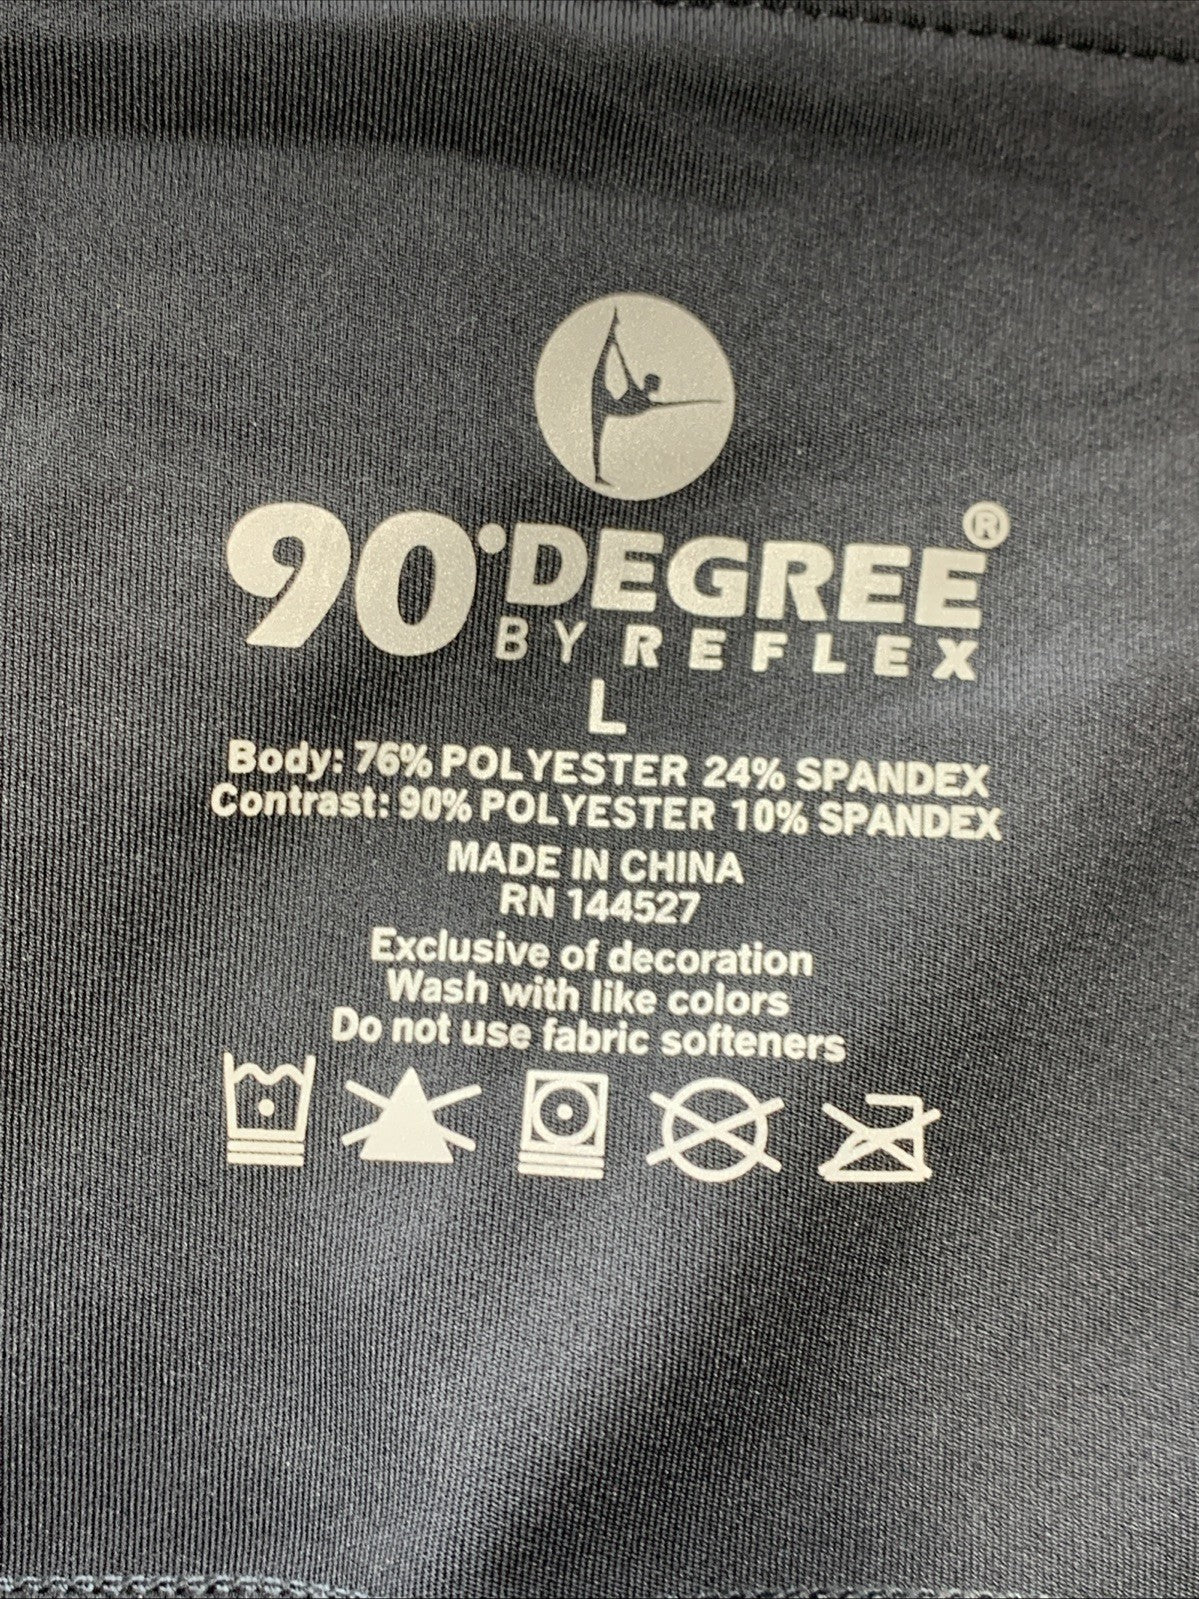 90°DEGREE®
BY REFLEX
L
Body: 76% POLYESTER 24% SPANDEX
Contrast: 90% POLYESTER 10% SPANDEX
MADE IN CHINA
RN 144527
Exclusive of decoration
Wash with like colors
Do not use fabric softeners